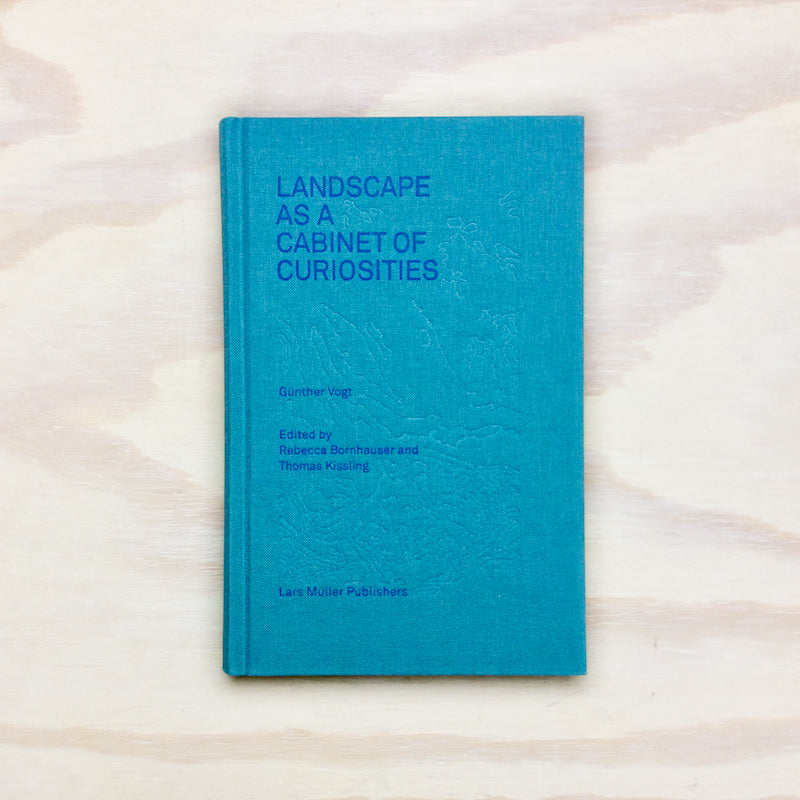 LANDSCAPE
AS A
CABINET OF
CURIOSITIES
Günther Vogt
Edited by
Rebecca Bornhauser and
Thomas Kissling
Lars Müller Publishers